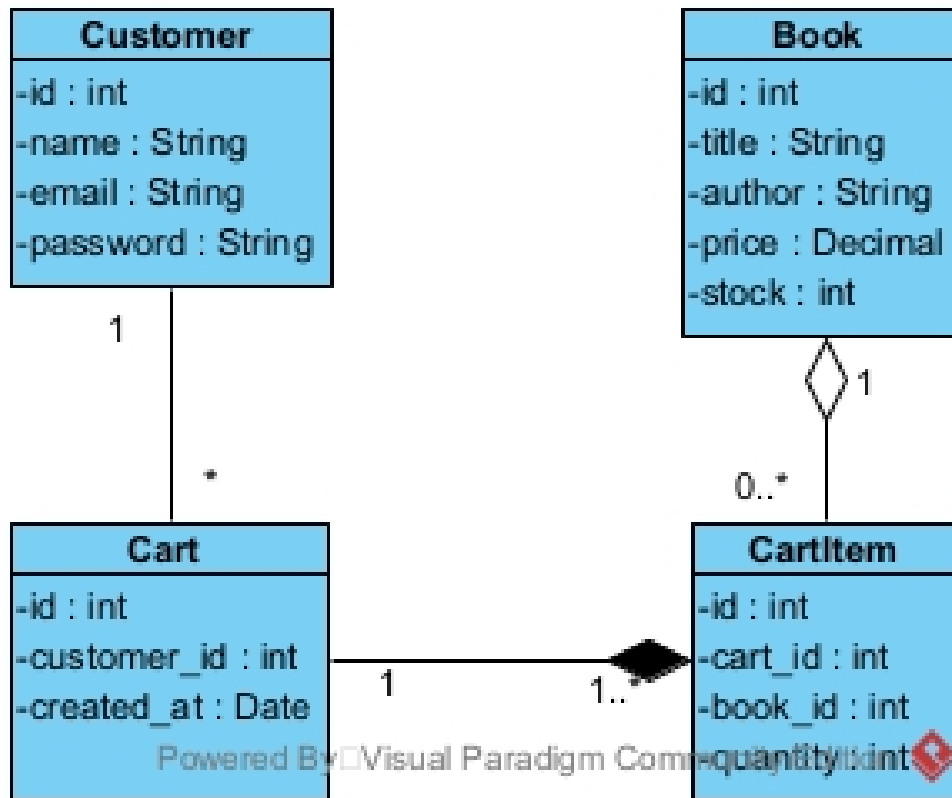 Customer
-id : int
-name : String
-email : String
-password : String
Book
-id : int
-title : String
-author : String
-price : Decimal
-stock : int
1
*
1
0..*
Cart
-id : int
-customer_id : int
-created_at : Date
1
1..*
CartItem
-id : int
-cart_id : int
-book_id : int
-quantity : int
Powered By Visual Paradigm